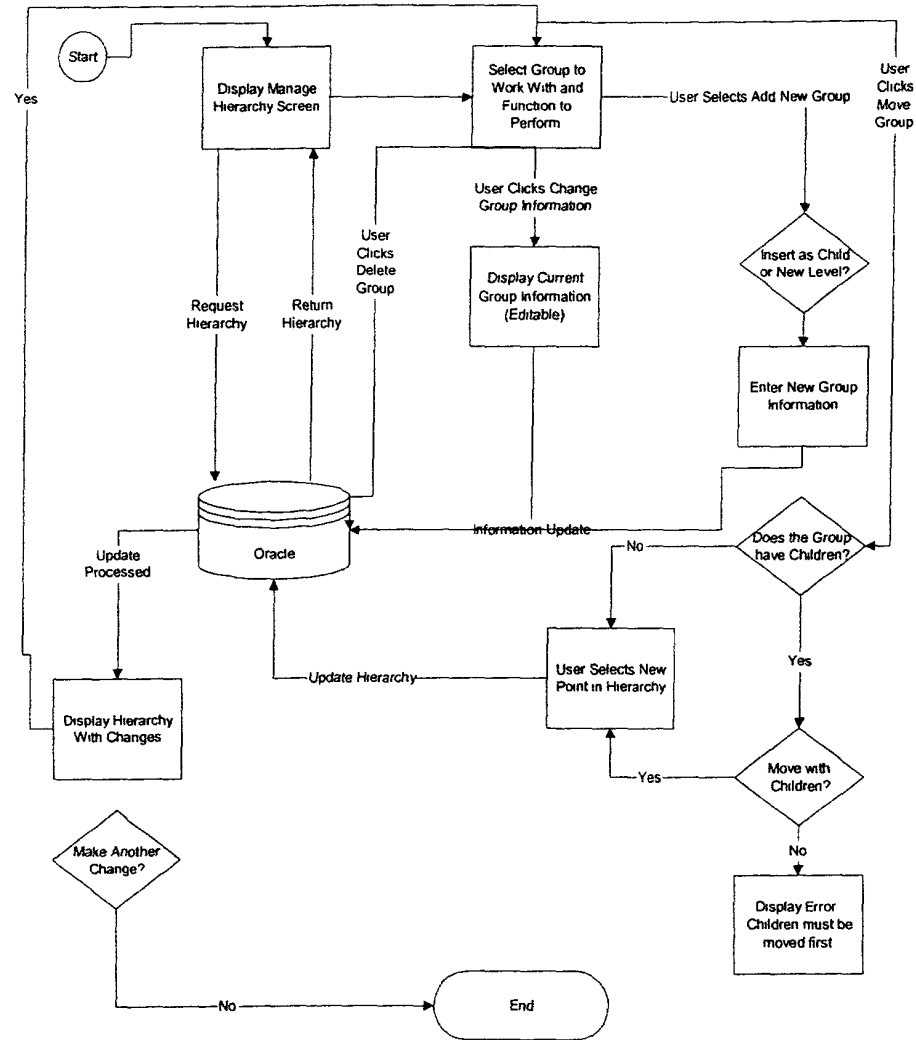 Start
Yes
Display Manage
Hierarchy Screen
Select Group to
Work With and
Function to
Perform
User Selects Add New Group
User
Clicks
Move
Group
User Clicks Change
Group Information
User
Clicks
Delete
Group
Insert as Child
or New Level?
Display Current
Group Information
(Editable)
Request
Hierarchy
Return
Hierarchy
Enter New Group
Information
Information Update
Oracle
Update
Processed
Does the Group
have Children?
No
Yes
User Selects New
Point in Hierarchy
Update Hierarchy
Display Hierarchy
With Changes
Move with
Children?
Yes
No
Make Another
Change?
Display Error
Children must be
moved first
No
End